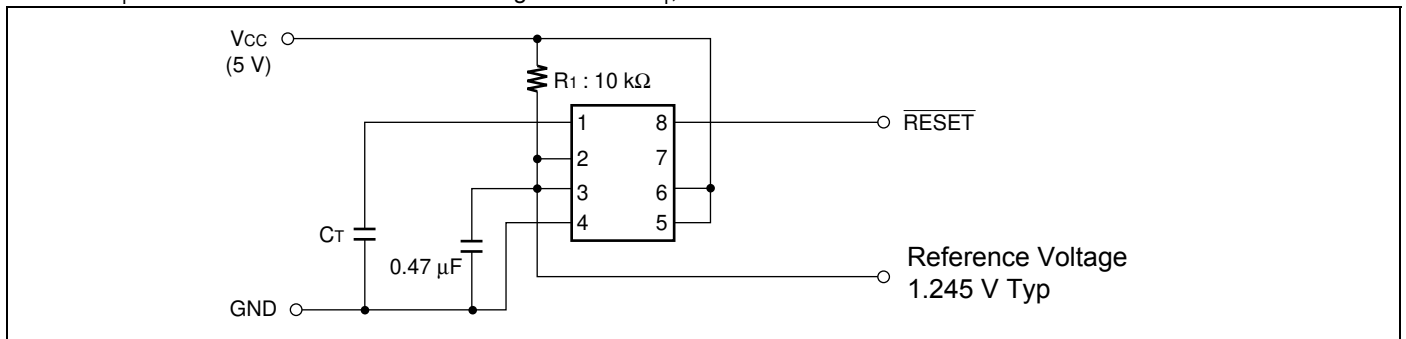 VCC
(5 V)
R1 : 10 kΩ
1
8
RESET
2
7
3
6
4
5
CT
0.47 μF
Reference Voltage
1.245 V Typ
GND